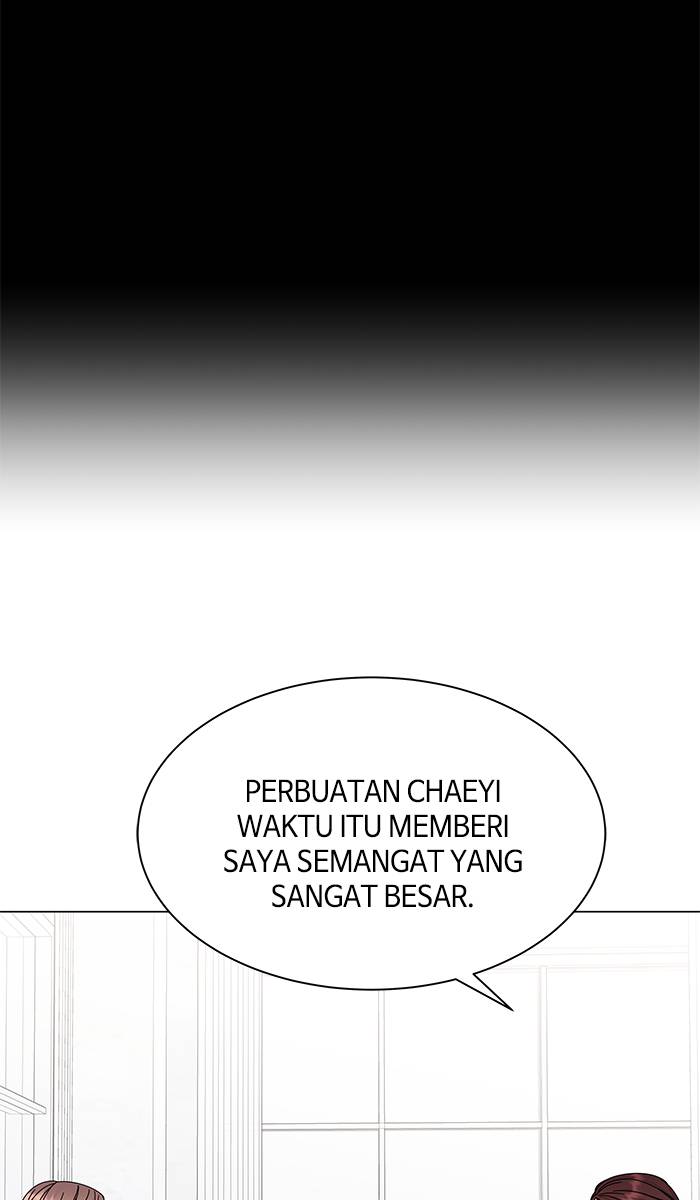 PERBUATAN CHAEYI
WAKTU ITU MEMBERI
SAYA SEMANGAT YANG
SANGAT BESAR.